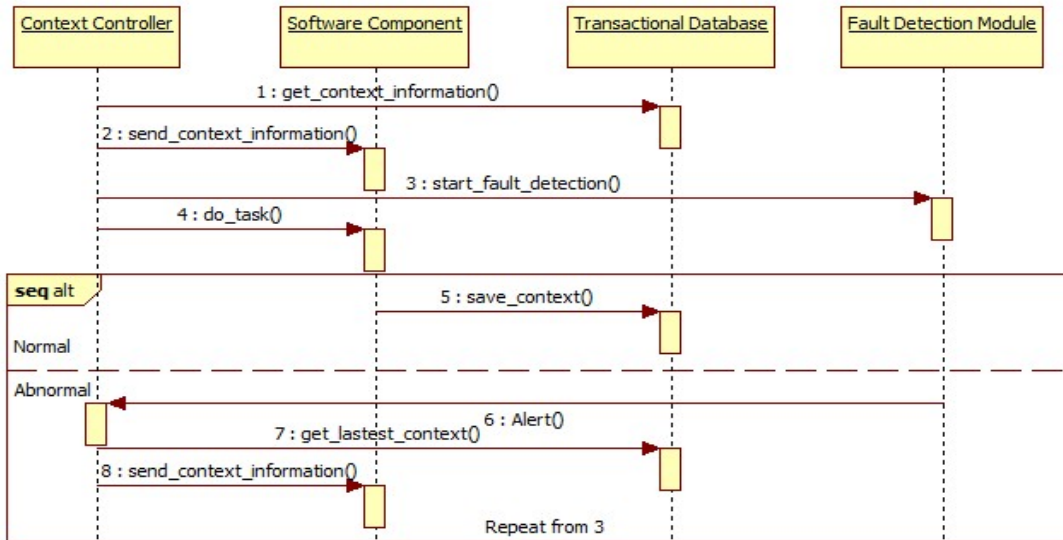 Context Controller
Software Component
Transactional Database
Fault Detection Module
1 : get_context_information()
2 : send_context_information()
3 : start_fault_detection()
4 : do_task()
seq alt
5 : save_context()
Normal
Abnormal
6 : Alert()
7 : get_lastest_context()
8 : send_context_information()
Repeat from 3